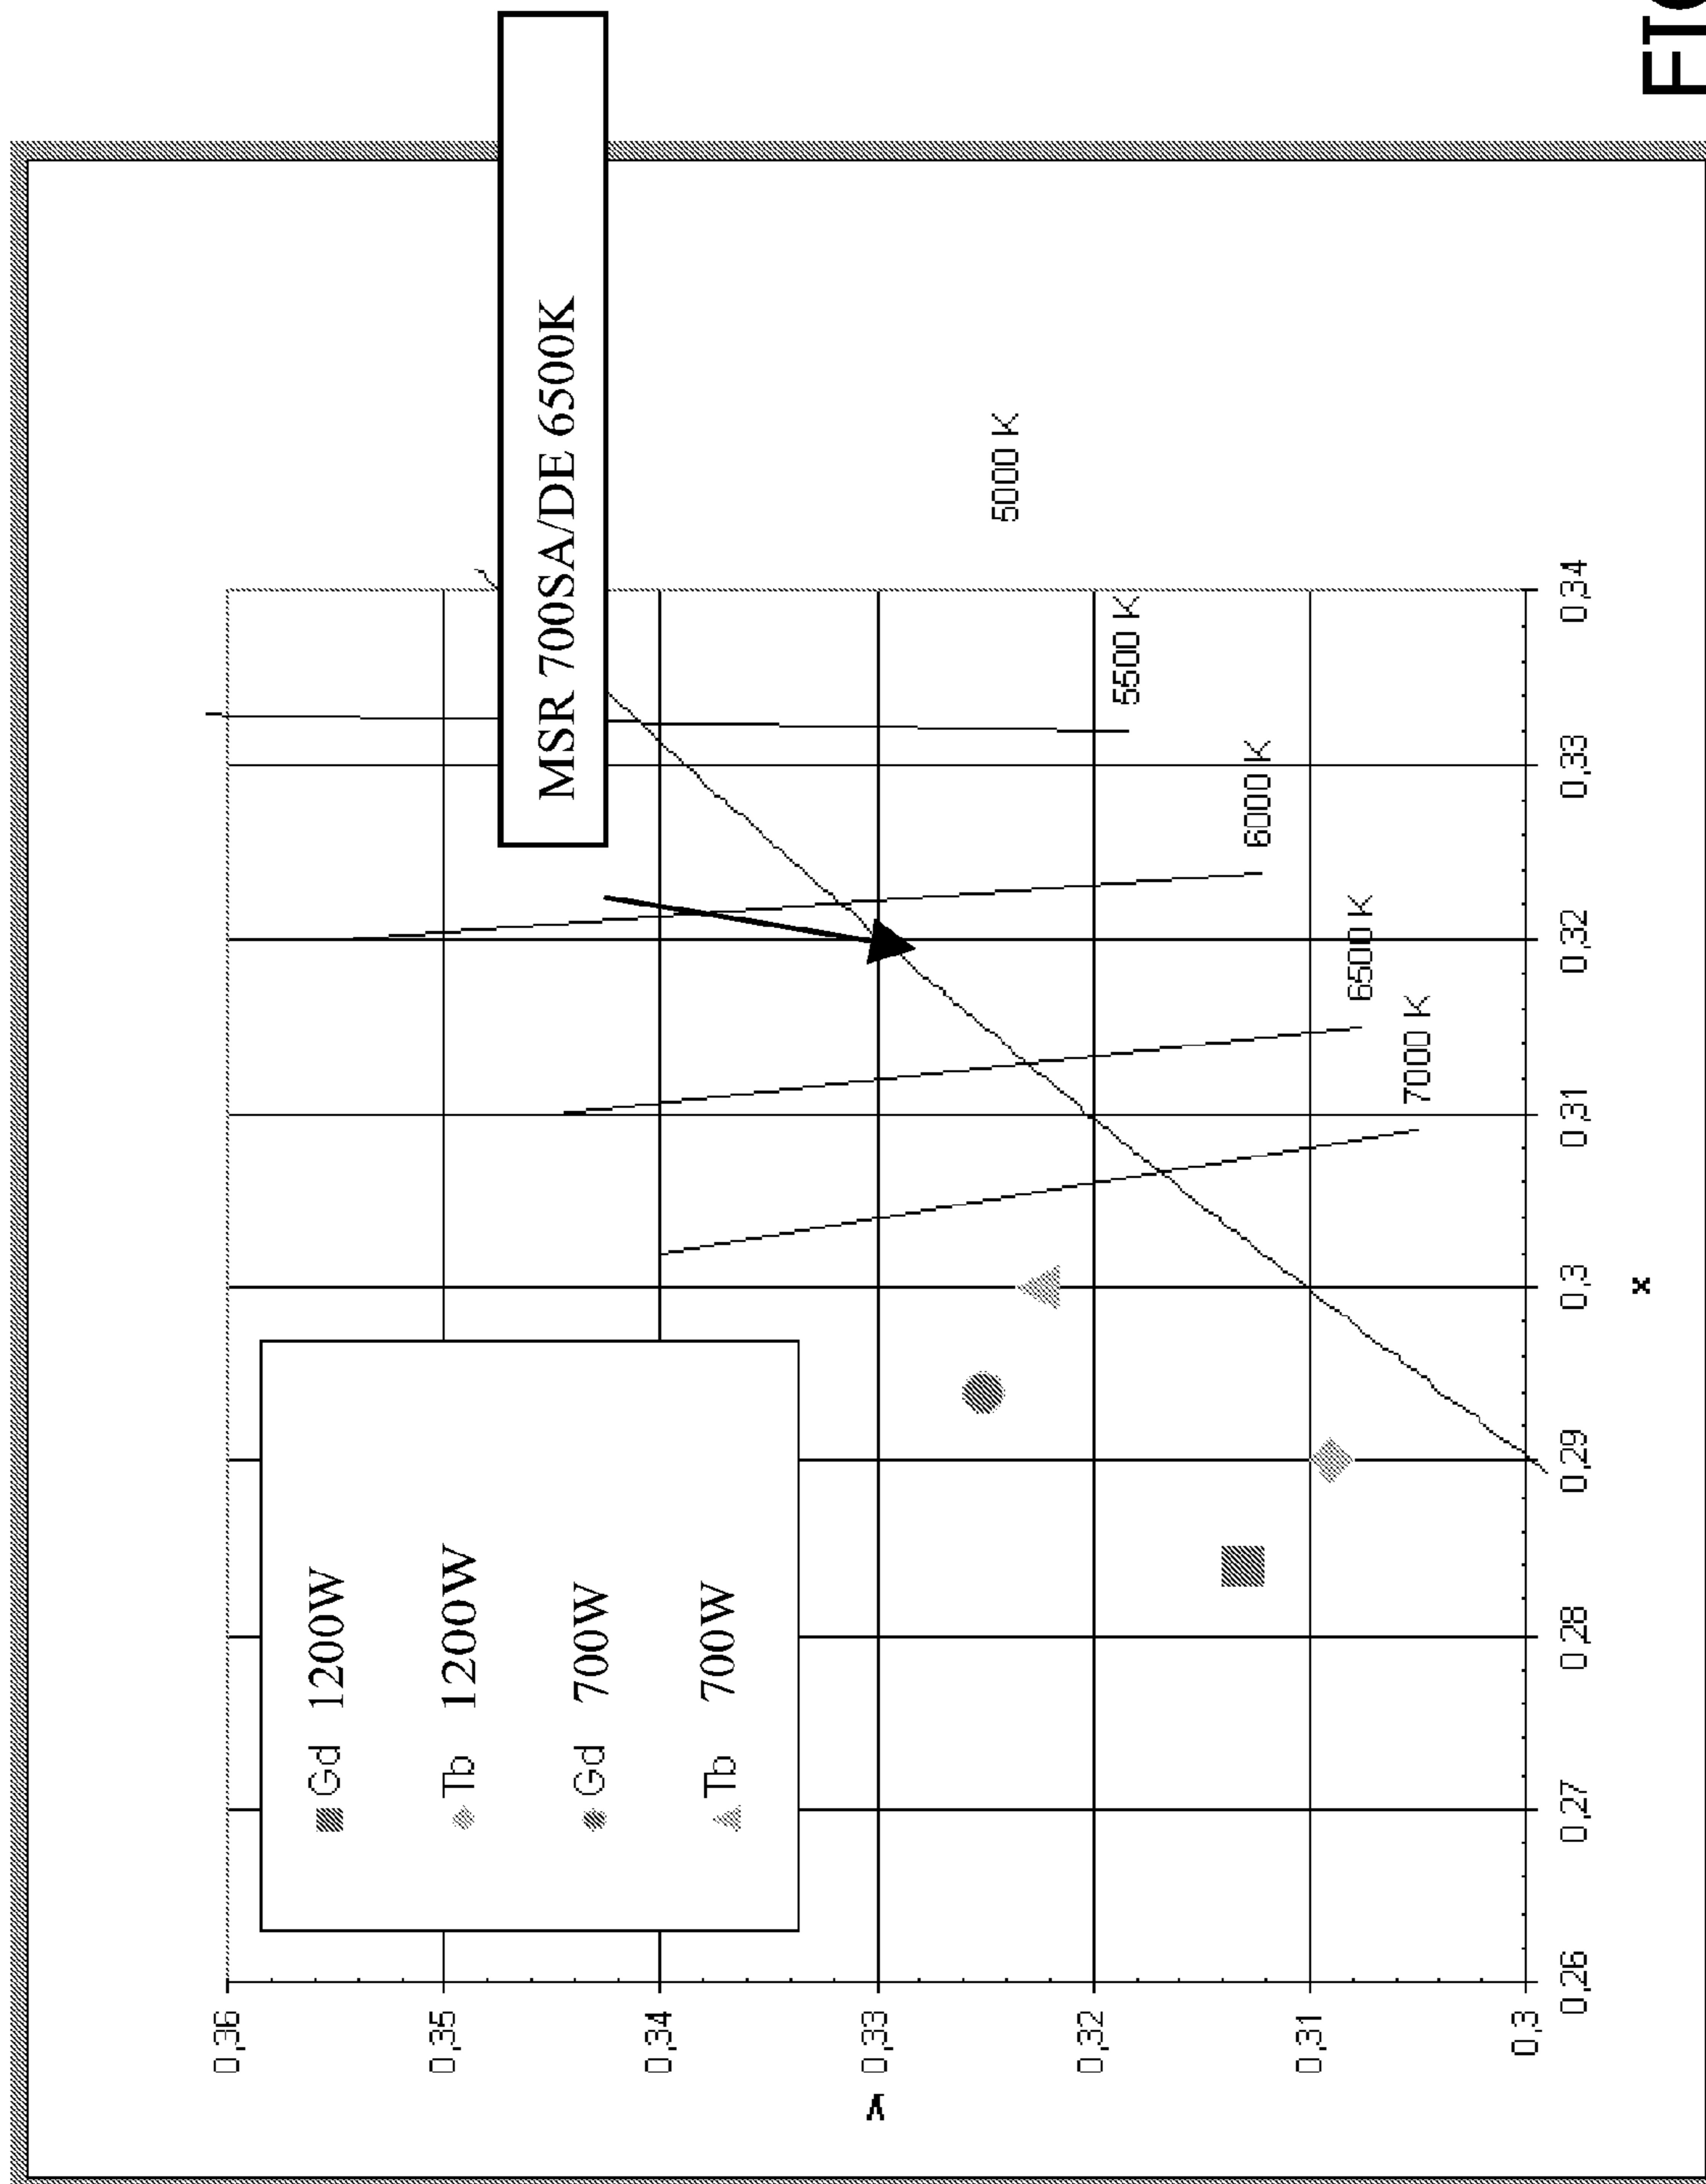 MSR 700SA/DE 6500K
Gd 1200W
Tb 1200W
Gd 700W
Tb 700W
0,36
0,35
0,34
0,33
0,32
0,31
0,3
y
5000 K
5500 K
6000 K
6500 K
7000 K
0,26
0,27
0,28
0,29
0,3
0,31
0,32
0,33
0,34
x